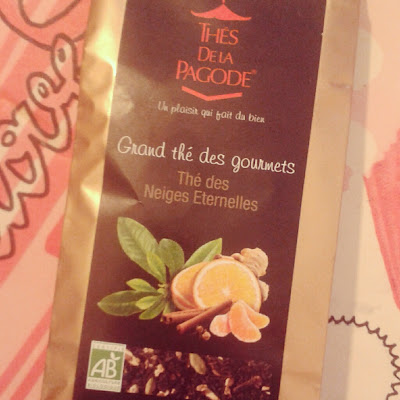 THÉS
DE LA
PAGODE®
Un plaisir qui fait du bien
Grand thé des gourmets
Thé des
Neiges Eternelles
AB